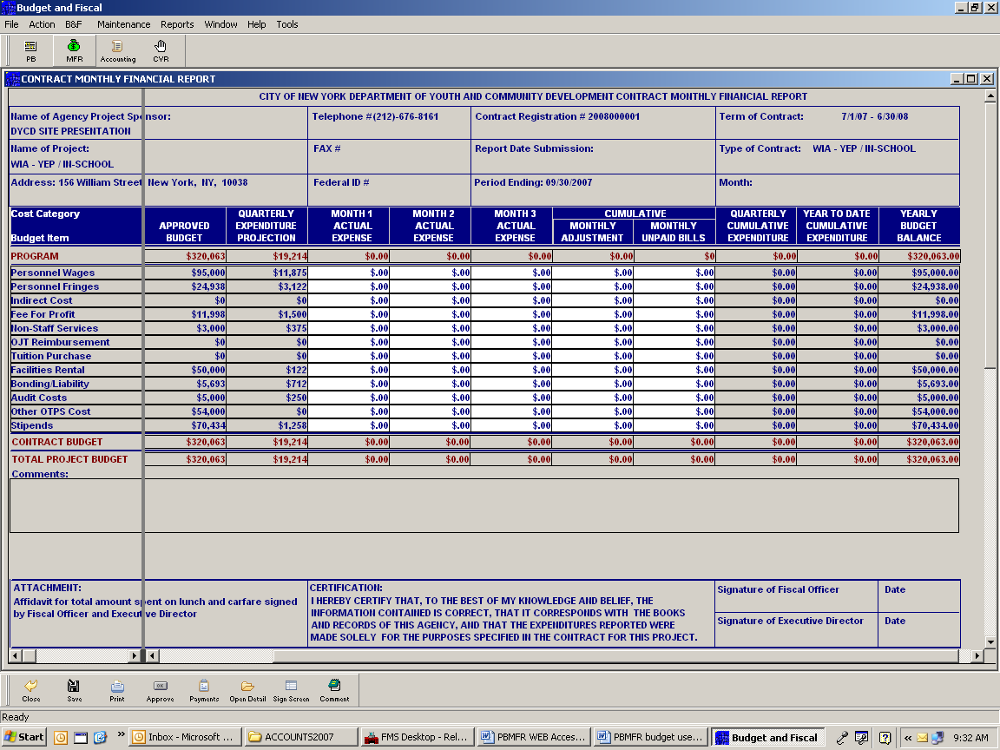 Budget and Fiscal
File Action B&F Maintenance Reports Window Help Tools
PB MFR Accounting CVR
CONTRACT MONTHLY FINANCIAL REPORT
CITY OF NEW YORK DEPARTMENT OF YOUTH AND COMMUNITY DEVELOPMENT CONTRACT MONTHLY FINANCIAL REPORT
Name of Agency Project Sponsor: Telephone #(212)-676-8161 Contract Registration # 2008000001 Term of Contract: 7/1/07 - 6/30/08
DYCD SITE PRESENTATION
Name of Project: FAX # Report Date Submission: Type of Contract: WIA - YEP / IN-SCHOOL
WIA - YEP / IN-SCHOOL
Address: 156 William Street New York, NY, 10038 Federal ID # Period Ending: 09/30/2007 Month:
Cost Category QUARTERLY MONTH 1 MONTH 2 MONTH 3 CUMULATIVE QUARTERLY YEAR TO DATE YEARLY
APPROVED EXPENDITURE ACTUAL ACTUAL ACTUAL MONTHLY MONTHLY CUMULATIVE CUMULATIVE BUDGET
Budget Item BUDGET PROJECTION EXPENSE EXPENSE EXPENSE ADJUSTMENT UNPAID BILLS EXPENDITURE EXPENDITURE BALANCE
PROGRAM $320,063 $19,214 $0.00 $0.00 $0.00 $0.00 $0 $0.00 $0.00 $320,063.00
Personnel Wages $95,000 $11,875 $.00 $.00 $.00 $.00 $.00 $0.00 $0.00 $95,000.00
Personnel Fringes $24,938 $3,122 $.00 $.00 $.00 $.00 $.00 $0.00 $0.00 $24,938.00
Indirect Cost $0 $0 $.00 $.00 $.00 $.00 $.00 $0.00 $0.00 $0.00
Fee For Profit $11,998 $1,500 $.00 $.00 $.00 $.00 $.00 $0.00 $0.00 $11,998.00
Non-Staff Services $3,000 $375 $.00 $.00 $.00 $.00 $.00 $0.00 $0.00 $3,000.00
OJT Reimbursement $0 $0 $.00 $.00 $.00 $.00 $.00 $0.00 $0.00 $0.00
Tuition Purchase $0 $0 $.00 $.00 $.00 $.00 $.00 $0.00 $0.00 $0.00
Facilities Rental $50,000 $122 $.00 $.00 $.00 $.00 $.00 $0.00 $0.00 $50,000.00
Bonding/Liability $5,693 $712 $.00 $.00 $.00 $.00 $.00 $0.00 $0.00 $5,693.00
Audit Costs $5,000 $250 $.00 $.00 $.00 $.00 $.00 $0.00 $0.00 $5,000.00
Other OTPS Cost $54,000 $0 $.00 $.00 $.00 $.00 $.00 $0.00 $0.00 $54,000.00
Stipends $70,434 $1,258 $.00 $.00 $.00 $.00 $.00 $0.00 $0.00 $70,434.00
CONTRACT BUDGET $320,063 $19,214 $0.00 $0.00 $0.00 $0.00 $0.00 $0.00 $0.00 $320,063.00
TOTAL PROJECT BUDGET $320,063 $19,214 $0.00 $0.00 $0.00 $0.00 $0.00 $0.00 $0.00 $320,063.00
Comments:
ATTACHMENT:
Affidavit for total amount spent on lunch and carfare signed
by Fiscal Officer and Executive Director
CERTIFICATION:
I HEREBY CERTIFY THAT, TO THE BEST OF MY KNOWLEDGE AND BELIEF, THE
INFORMATION CONTAINED IS CORRECT, THAT IT CORRESPONDS WITH THE BOOKS
AND RECORDS OF THIS AGENCY, AND THAT THE EXPENDITURES REPORTED WERE
MADE SOLELY FOR THE PURPOSES SPECIFIED IN THE CONTRACT FOR THIS PROJECT.
Signature of Fiscal Officer Date
Signature of Executive Director Date
Close Save Print Approve Payments Open Detail Sign Screen Comment
Ready
Start Inbox - Microsoft ... ACCOUNTS2007 FMS Desktop - Rel... PBMFR WEB Acces... PBMFR budget use... Budget and Fiscal 9:32 AM